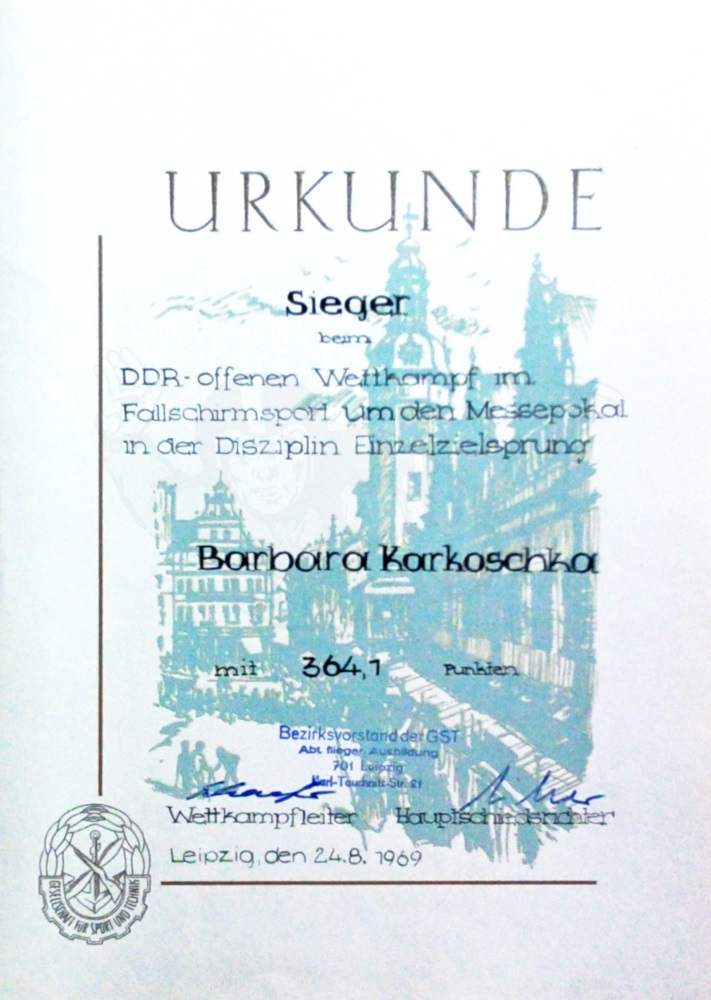 URKUNDE
Sieger
beim
DDR-offenen Wettkampf im
Fallschirmsport um den Messepokal
in der Disziplin Einzelzielsprung
Barbara Karkoschka
mit 364,1 Punkten
Bezirksvorstand der GST
Abt. flieger. Ausbildung
701 Leipzig
Karl-Tauchnitz-Str. 21
Wettkampfleiter Hauptschiedsrichter
Leipzig, den 24.8. 1969
GESELLSCHAFT FÜR SPORT UND TECHNIK